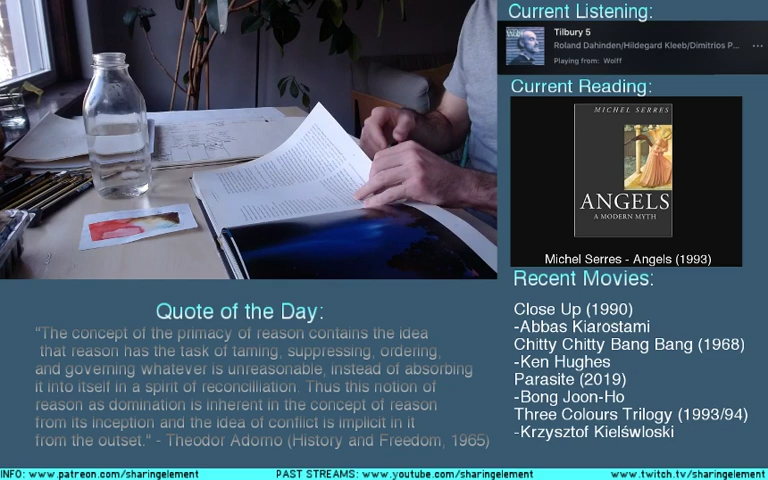 Current Listening:
Tilbury 5
Roland Dahinden/Hildegard Kleeb/Dimitrios P...
Playing from: Wolff
Current Reading:
MICHEL SERRES
ANGELS
A MODERN MYTH
Michel Serres - Angels (1993)
Recent Movies:
Close Up (1990)
-Abbas Kiarostami
Chitty Chitty Bang Bang (1968)
-Ken Hughes
Parasite (2019)
-Bong Joon-Ho
Three Colours Trilogy (1993/94)
-Krzysztof Kielświoski
Quote of the Day:
"The concept of the primacy of reason contains the idea
that reason has the task of taming, suppressing, ordering,
and governing whatever is unreasonable, instead of absorbing
it into itself in a spirit of reconciliation. Thus this notion of
reason as domination is inherent in the concept of reason
from its inception and the idea of conflict is implicit in it
from the outset." - Theodor Adorno (History and Freedom, 1965)
INFO: www.patreon.com/sharingelement
PAST STREAMS: www.youtube.com/sharingelement
www.twitch.tv/sharingelement